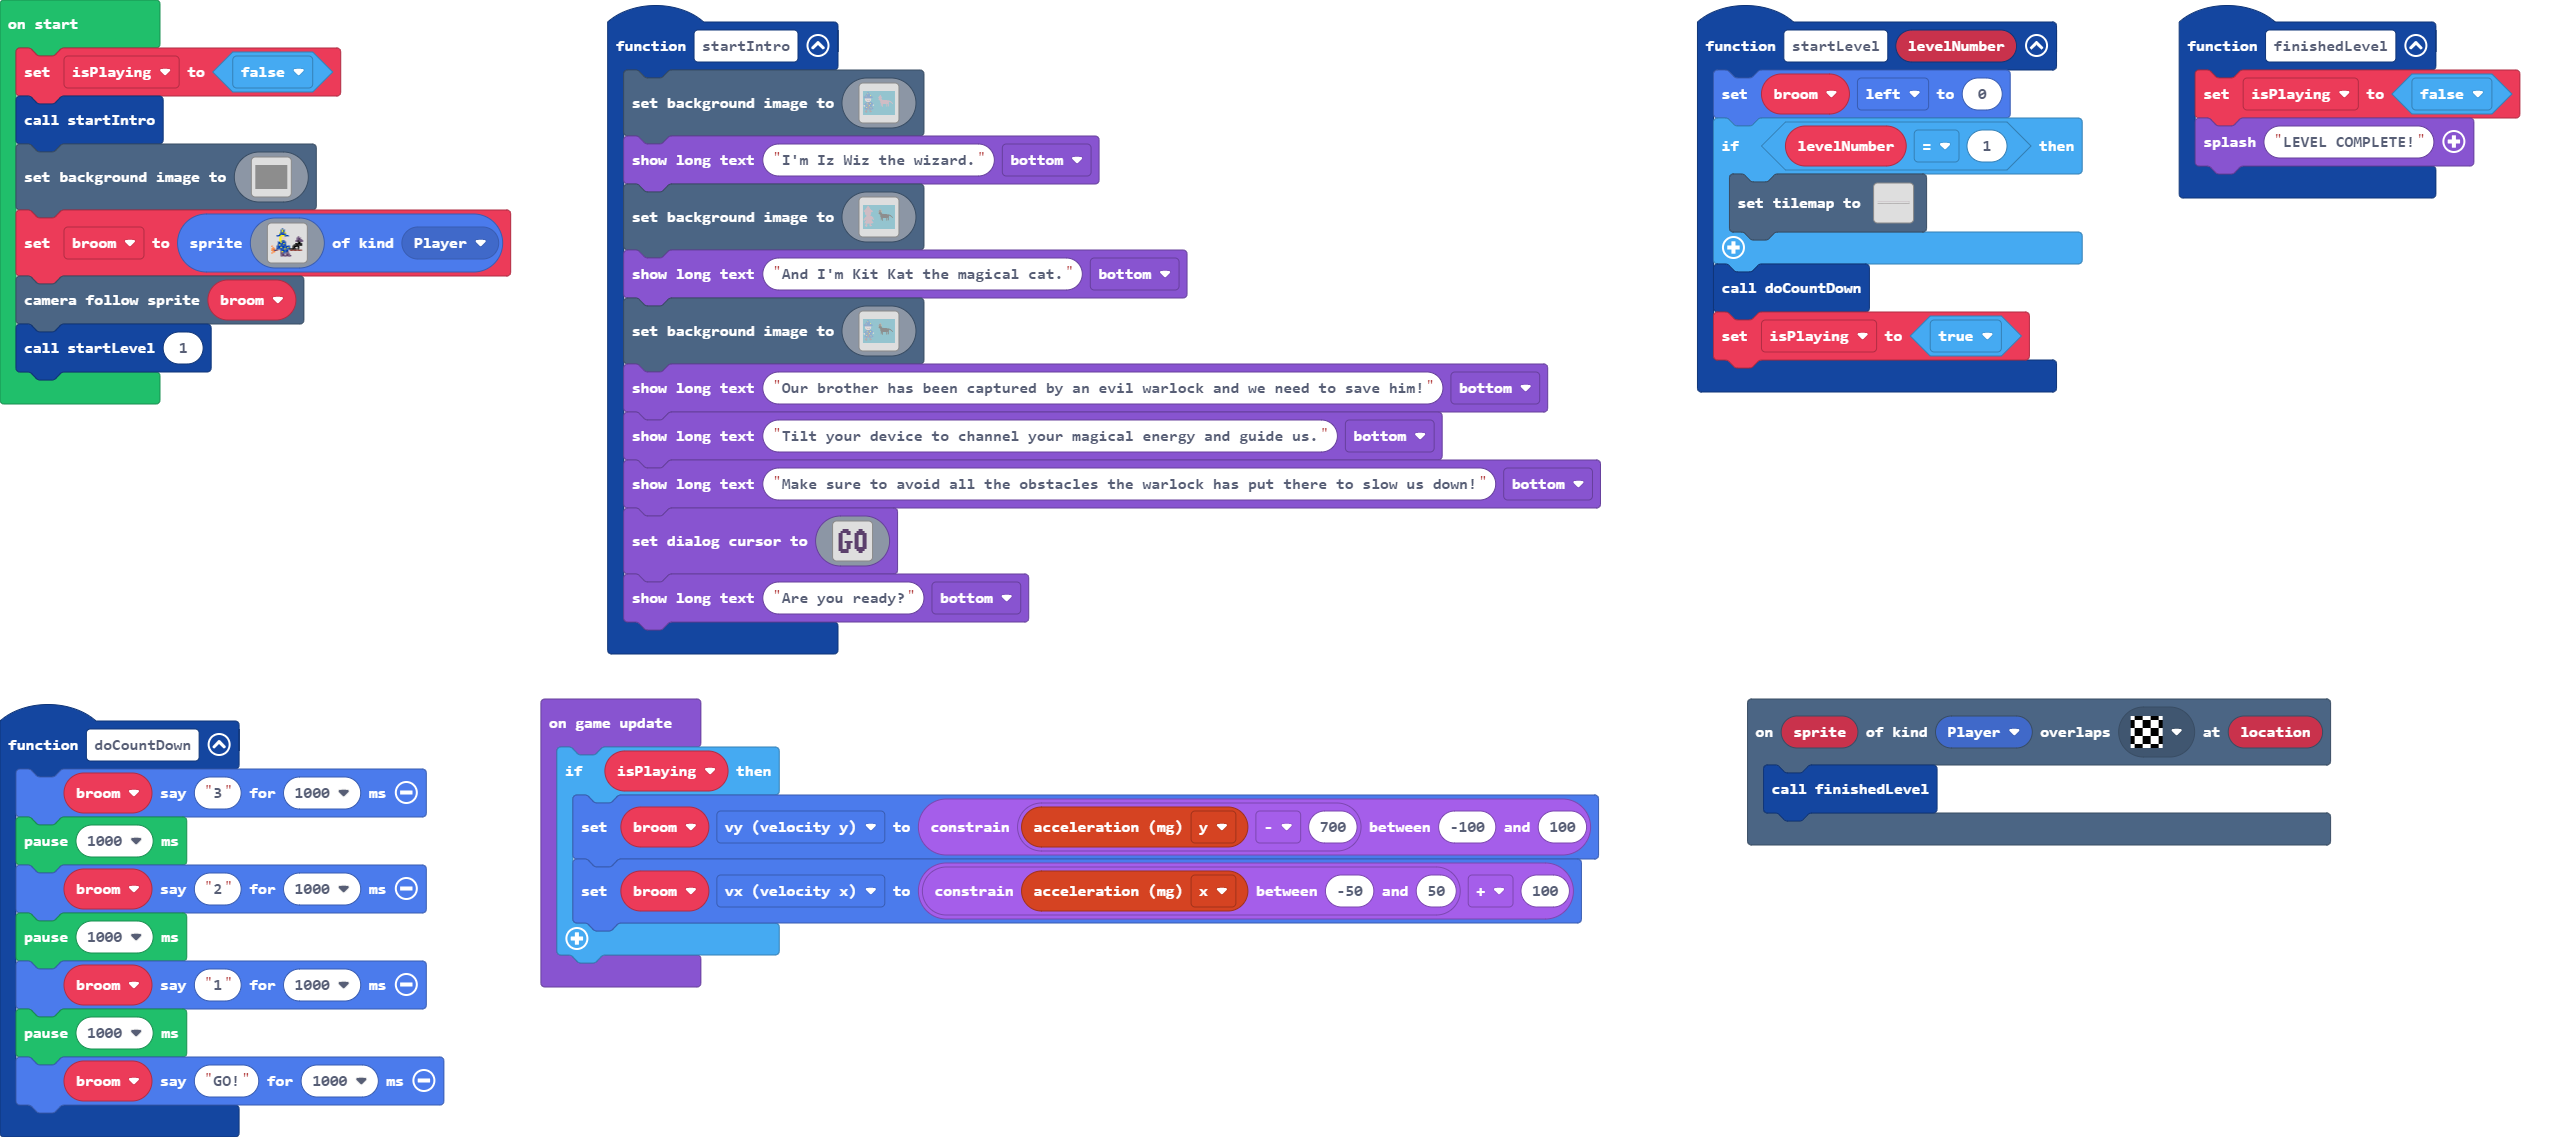 on start
set isPlaying to false
call startIntro
set background image to
set broom to sprite of kind Player
camera follow sprite broom
call startLevel 1
function startIntro
set background image to
show long text "I'm Iz Wiz the wizard." bottom
set background image to
show long text "And I'm Kit Kat the magical cat." bottom
set background image to
show long text "Our brother has been captured by an evil warlock and we need to save him!" bottom
show long text "Tilt your device to channel your magical energy and guide us." bottom
show long text "Make sure to avoid all the obstacles the warlock has put there to slow us down!" bottom
set dialog cursor to GO
show long text "Are you ready?" bottom
function startLevel levelNumber
set broom left to 0
if levelNumber = 1 then
set tilemap to
call doCountDown
set isPlaying to true
function finishedLevel
set isPlaying to false
splash "LEVEL COMPLETE!"
function doCountDown
broom say "3" for 1000 ms
pause 1000 ms
broom say "2" for 1000 ms
pause 1000 ms
broom say "1" for 1000 ms
pause 1000 ms
broom say "GO!" for 1000 ms
on game update
if isPlaying then
set broom vy (velocity y) to constrain acceleration (mg) y - 700 between -100 and 100
set broom vx (velocity x) to constrain acceleration (mg) x between -50 and 50 + 100
on sprite of kind Player overlaps at location
call finishedLevel